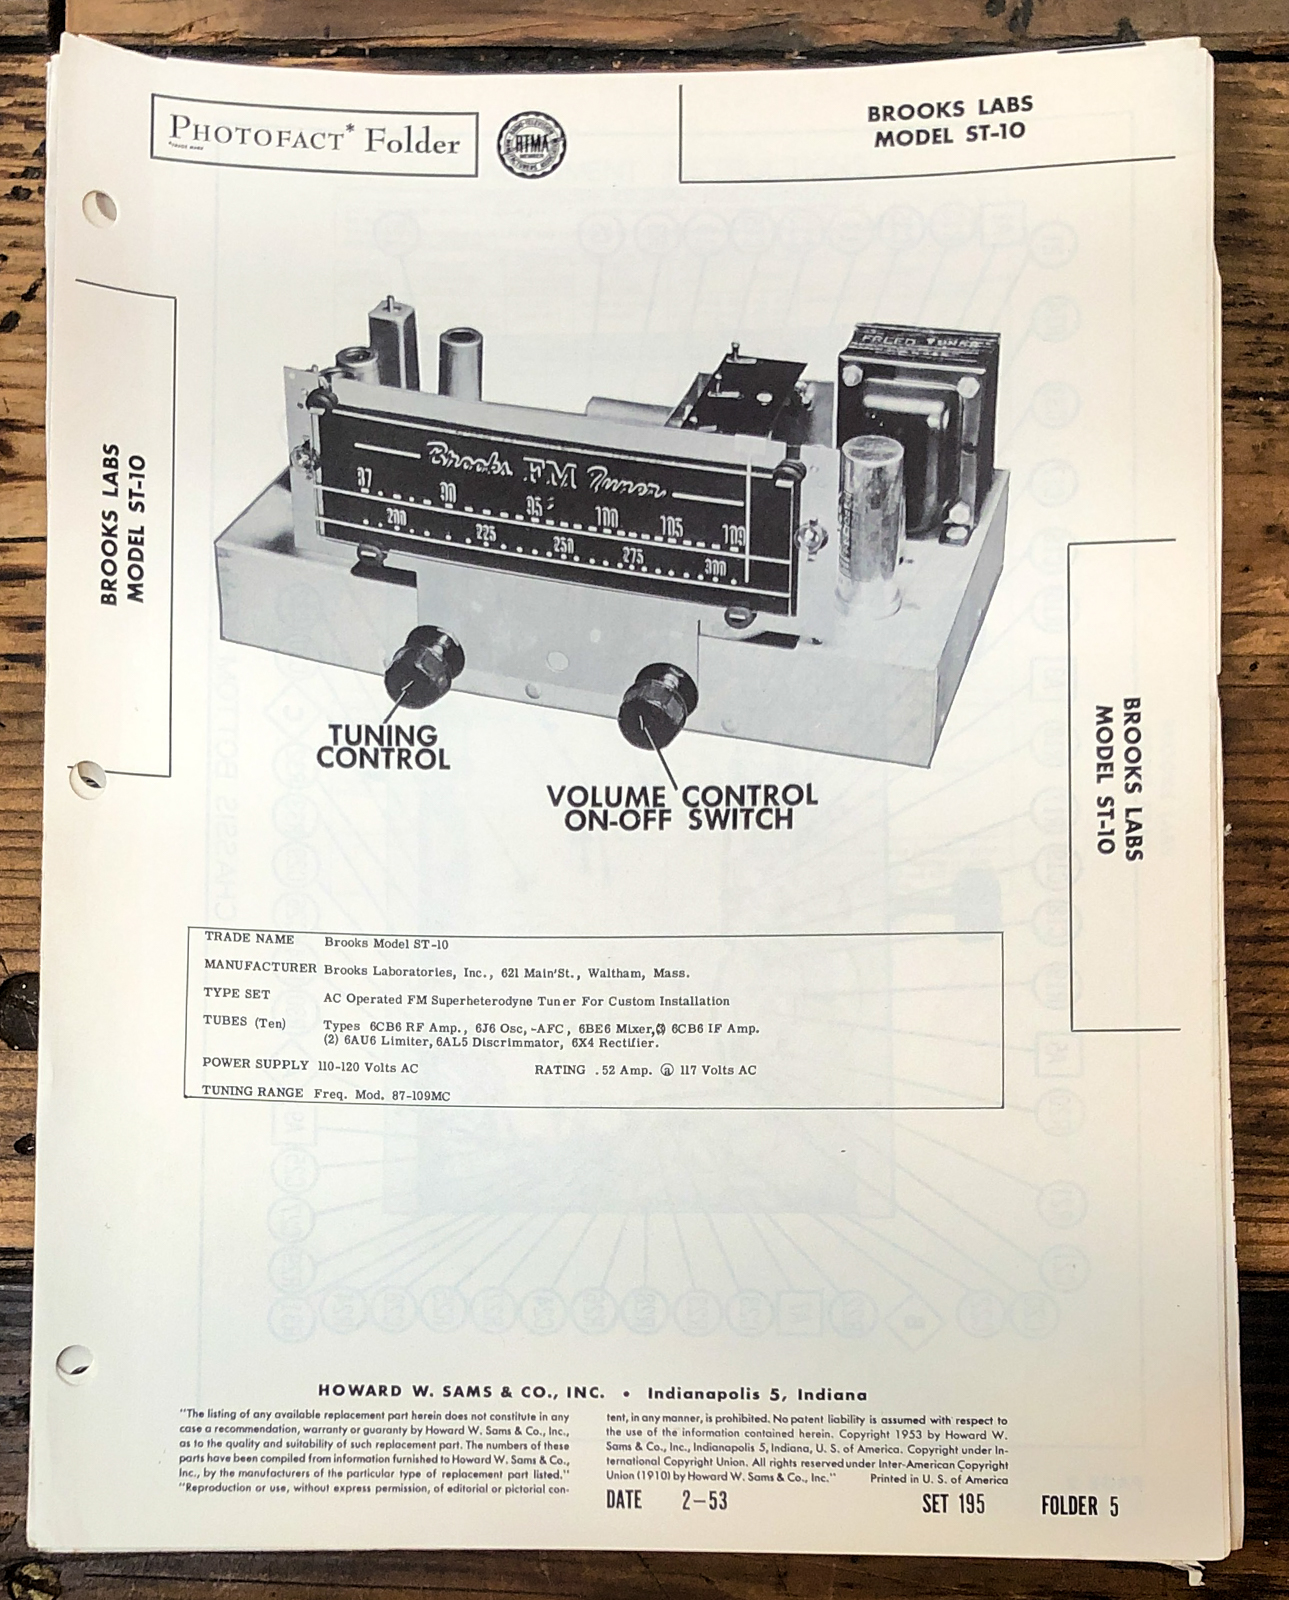 PHOTOFACT* Folder
*TRADE MARK
RTMA
BROOKS LABS
MODEL ST-10
BROOKS LABS
MODEL ST-10
Brooks FM Tuner
87 90 95 100 105 109
200 225 250 275 300
TUNING
CONTROL
VOLUME CONTROL
ON-OFF SWITCH
BROOKS LABS
MODEL ST-10
TRADE NAME Brooks Model ST-10
MANUFACTURER Brooks Laboratories, Inc., 621 Main'St., Waltham, Mass.
TYPE SET AC Operated FM Superheterodyne Tuner For Custom Installation
TUBES (Ten) Types 6CB6 RF Amp., 6J6 Osc, -AFC, 6BE6 Mixer, 6CB6 IF Amp.
(2) 6AU6 Limiter, 6AL5 Discrimmator, 6X4 Rectifier.
POWER SUPPLY 110-120 Volts AC RATING .52 Amp. @ 117 Volts AC
TUNING RANGE Freq. Mod. 87-109MC
HOWARD W. SAMS & CO., INC. • Indianapolis 5, Indiana
"The listing of any available replacement part herein does not constitute in any
case a recommendation, warranty or guaranty by Howard W. Sams & Co., Inc.,
as to the quality and suitability of such replacement part. The numbers of these
parts have been compiled from information furnished to Howard W. Sams & Co.,
Inc., by the manufacturers of the particular type of replacement part listed."
"Reproduction or use, without express permission, of editorial or pictorial con-
tent, in any manner, is prohibited. No patent liability is assumed with respect to
the use of the information contained herein. Copyright 1953 by Howard W.
Sams & Co., Inc., Indianapolis 5, Indiana, U. S. of America. Copyright under In-
ternational Copyright Union. All rights reserved under Inter-American Copyright
Union (1910) by Howard W. Sams & Co., Inc." Printed in U. S. of America
DATE 2-53 SET 195 FOLDER 5